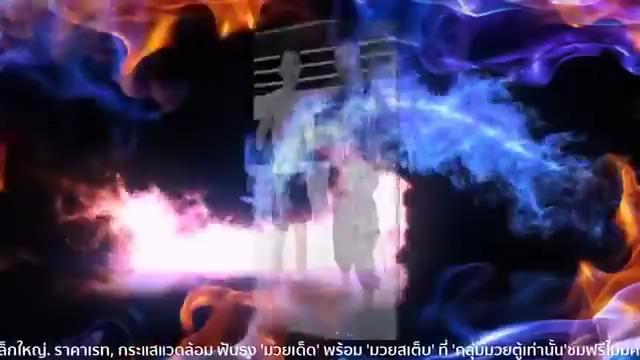 ล็กใหญ่. ราคาเรท, กระแสแวดล้อม ฟันธง 'มวยเด็ด' พร้อม 'มวยสเต็บ' ที่ 'คลุบมวยตู้เท่านั้น'ชมฟรีไม่มี